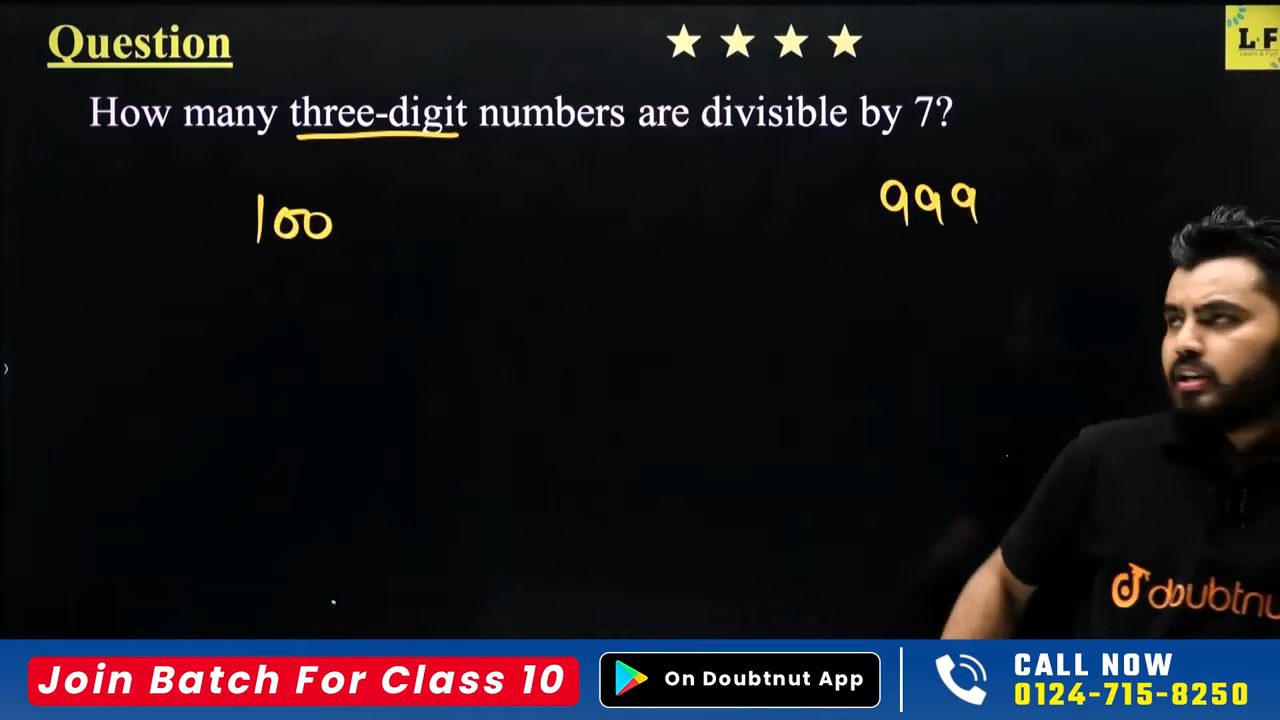 Question
L F
How many three-digit numbers are divisible by 7?
100 999
doubtnu
Join Batch For Class 10
On Doubtnut App
CALL NOW
0124-715-8250